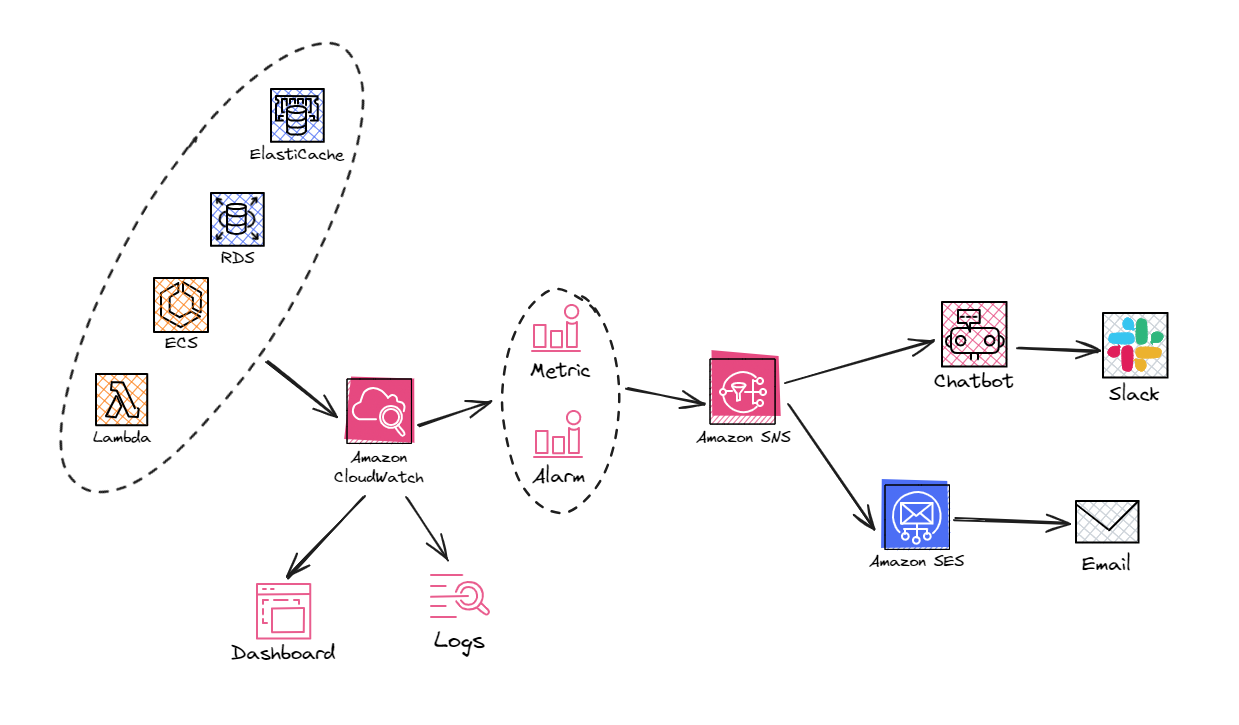 ElastiCache
RDS
ECS
Lambda
Amazon
CloudWatch
Dashboard
Logs
Metric
Alarm
Amazon SNS
Chatbot
Slack
Amazon SES
Email